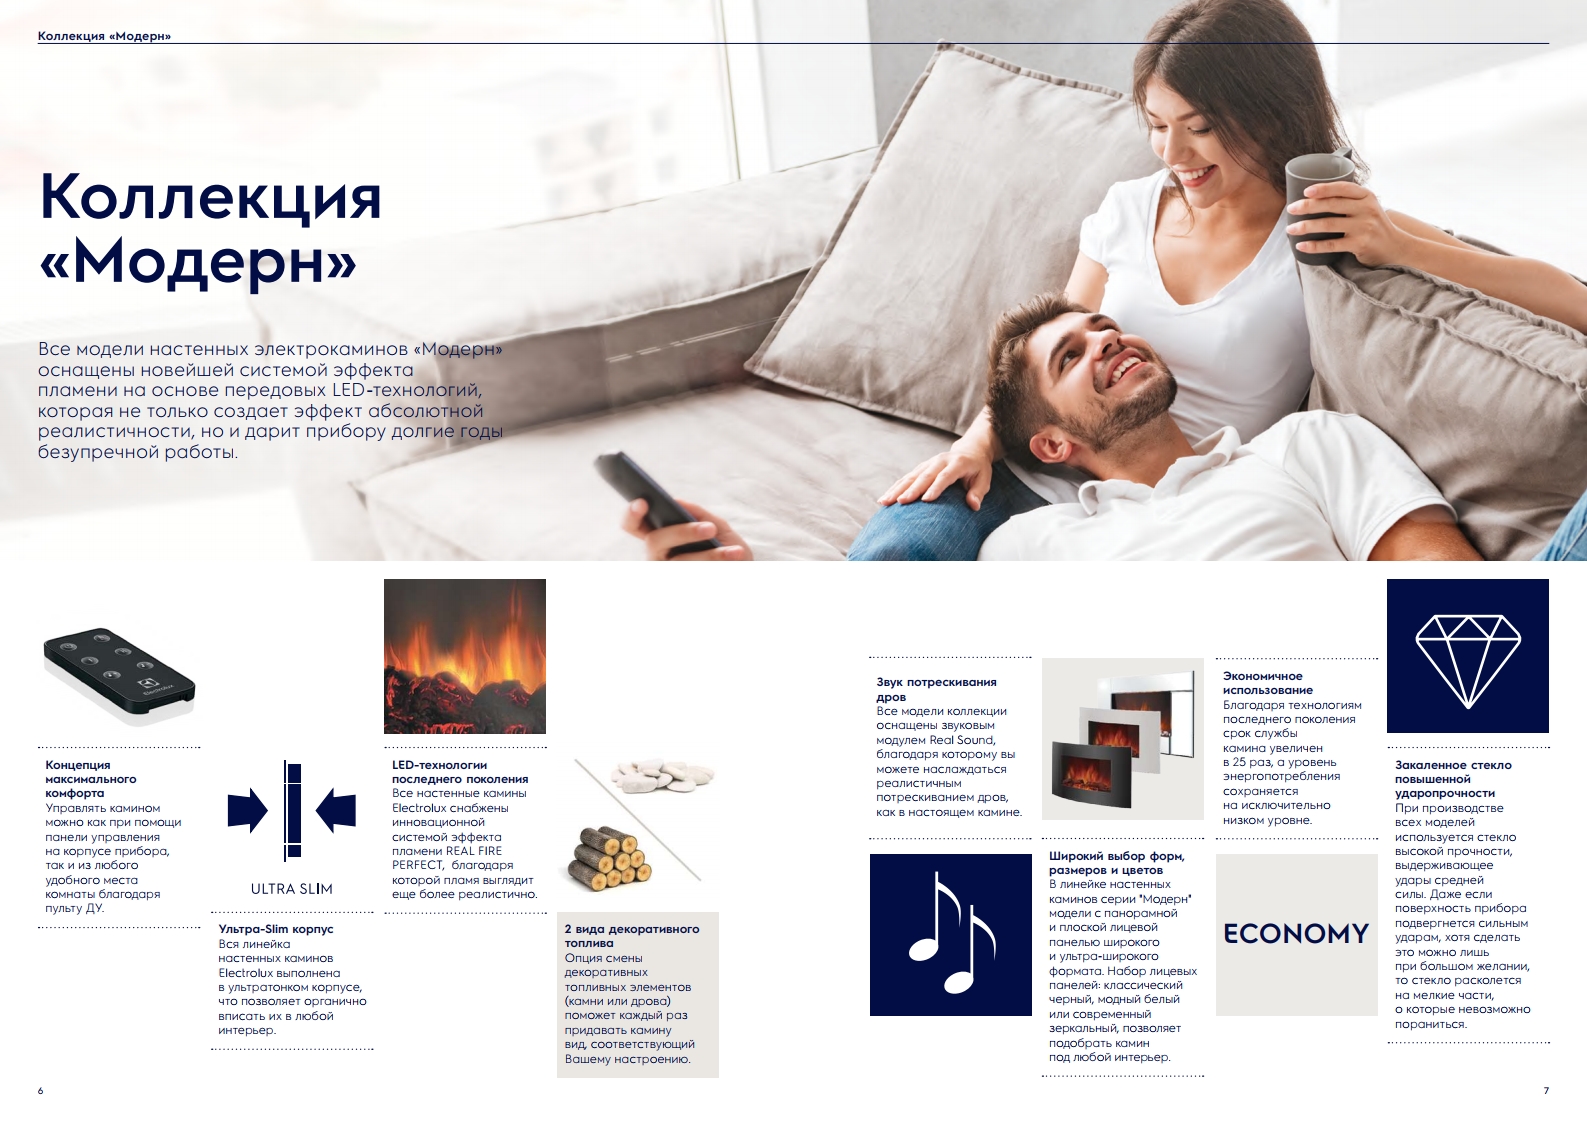 Коллекция «Модерн»
Коллекция
«Модерн»
Все модели настенных электрокаминов «Модерн»
оснащены новейшей системой эффекта
пламени на основе передовых LED-технологий,
которая не только создает эффект абсолютной
реалистичности, но и дарит прибору долгие годы
безупречной работы.
Electrolux
Концепция
максимального
комфорта
Управлять камином
можно как при помощи
панели управления
на корпусе прибора,
так и из любого
удобного места
комнаты благодаря
пульту ДУ.
ULTRA SLIM
Ультра-Slim корпус
Вся линейка
настенных каминов
Electrolux выполнена
в ультратонком корпусе,
что позволяет органично
вписать их в любой
интерьер.
LED-технологии
последнего поколения
Все настенные камины
Electrolux снабжены
инновационной
системой эффекта
пламени REAL FIRE
PERFECT, благодаря
которой пламя выглядит
еще более реалистично.
2 вида декоративного
топлива
Опция смены
декоративных
топливных элементов
(камни или дрова)
поможет каждый раз
придавать камину
вид, соответствующий
Вашему настроению.
Звук потрескивания
дров
Все модели коллекции
оснащены звуковым
модулем Real Sound,
благодаря которому вы
можете наслаждаться
реалистичным
потрескиванием дров,
как в настоящем камине.
Широкий выбор форм,
размеров и цветов
В линейке настенных
каминов серии "Модерн"
модели с панорамной
и плоской лицевой
панелью широкого
и ультра-широкого
формата. Набор лицевых
панелей: классический
черный, модный белый
или современный
зеркальный, позволяет
подобрать камин
под любой интерьер.
Экономичное
использование
Благодаря технологиям
последнего поколения
срок службы
камина увеличен
в 25 раз, а уровень
энергопотребления
сохраняется
на исключительно
низком уровне.
ECONOMY
Закаленное стекло
повышенной
ударопрочности
При производстве
всех моделей
используется стекло
высокой прочности,
выдерживающее
удары средней
силы. Даже если
поверхность прибора
подвергнется сильным
ударам, хотя сделать
это можно лишь
при большом желании,
то стекло расколется
на мелкие части,
о которые невозможно
пораниться.
6
7